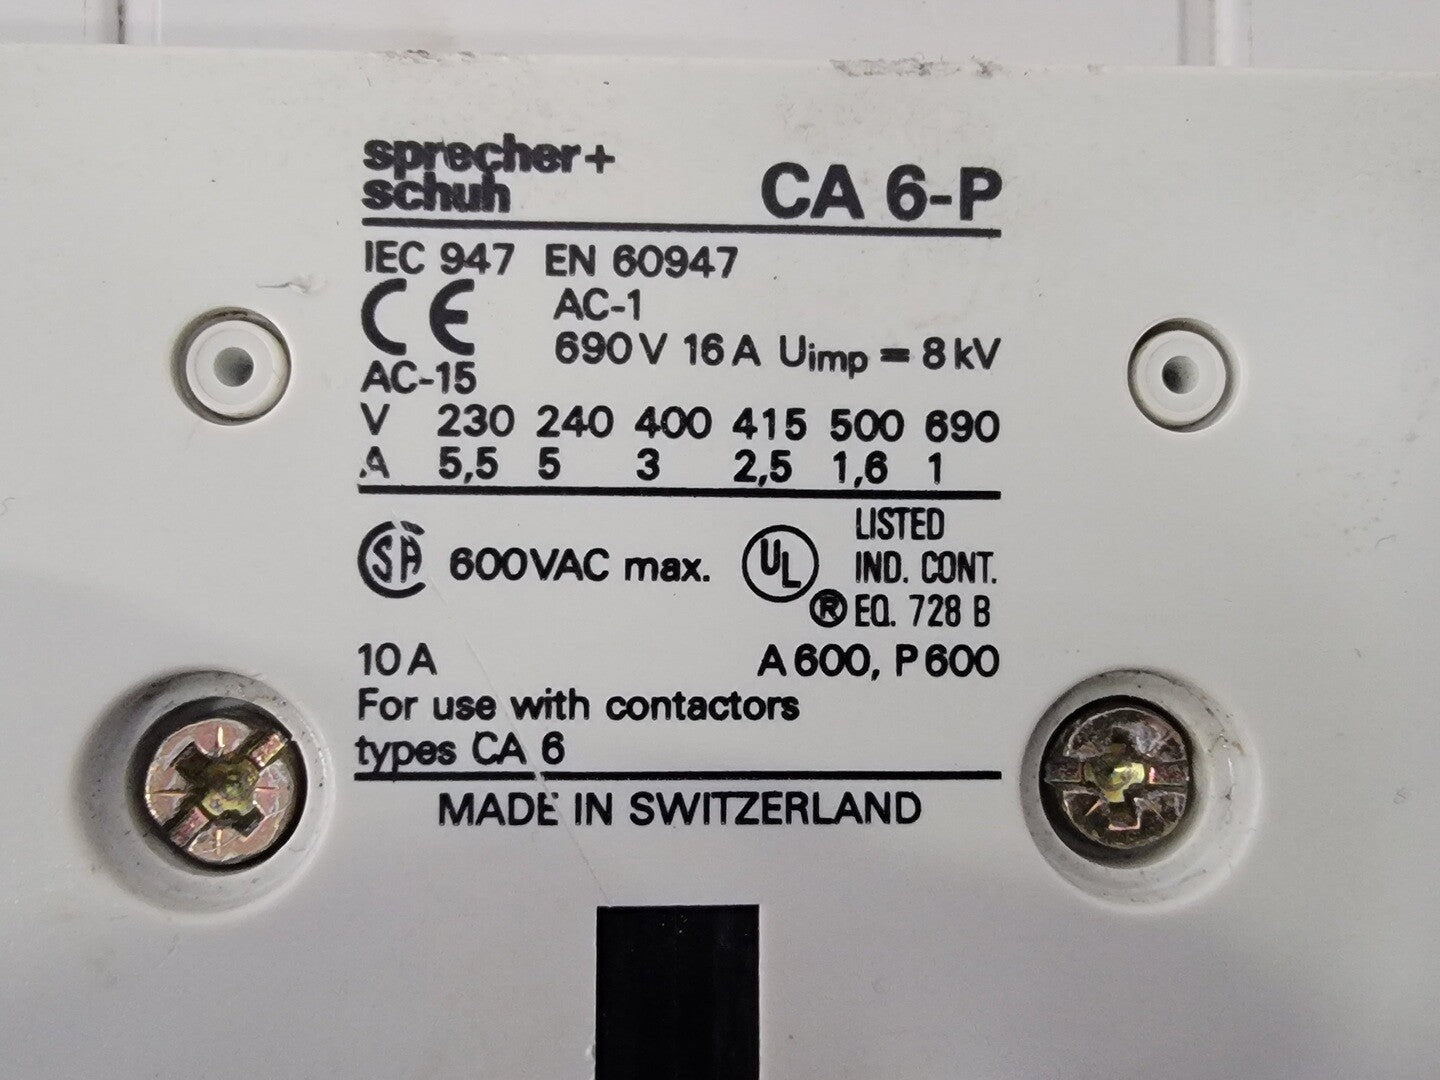 sprecher+
schuh
CA 6-P
IEC 947 EN 60947
CE AC-1
690V 16A Uimp = 8kV
AC-15
V 230 240 400 415 500 690
A 5,5 5 3 2,5 1,6 1
SA 600VAC max. UL LISTED
IND. CONT.
® EQ. 728 B
10A A600, P600
For use with contactors
types CA 6
MADE IN SWITZERLAND